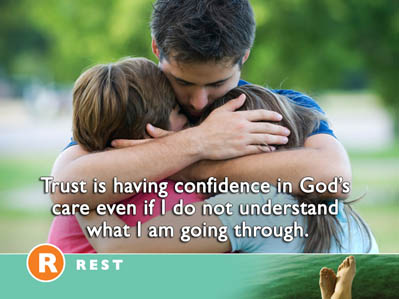 Trust is having confidence in God's
care even if I do not understand
what I am going through.
R REST